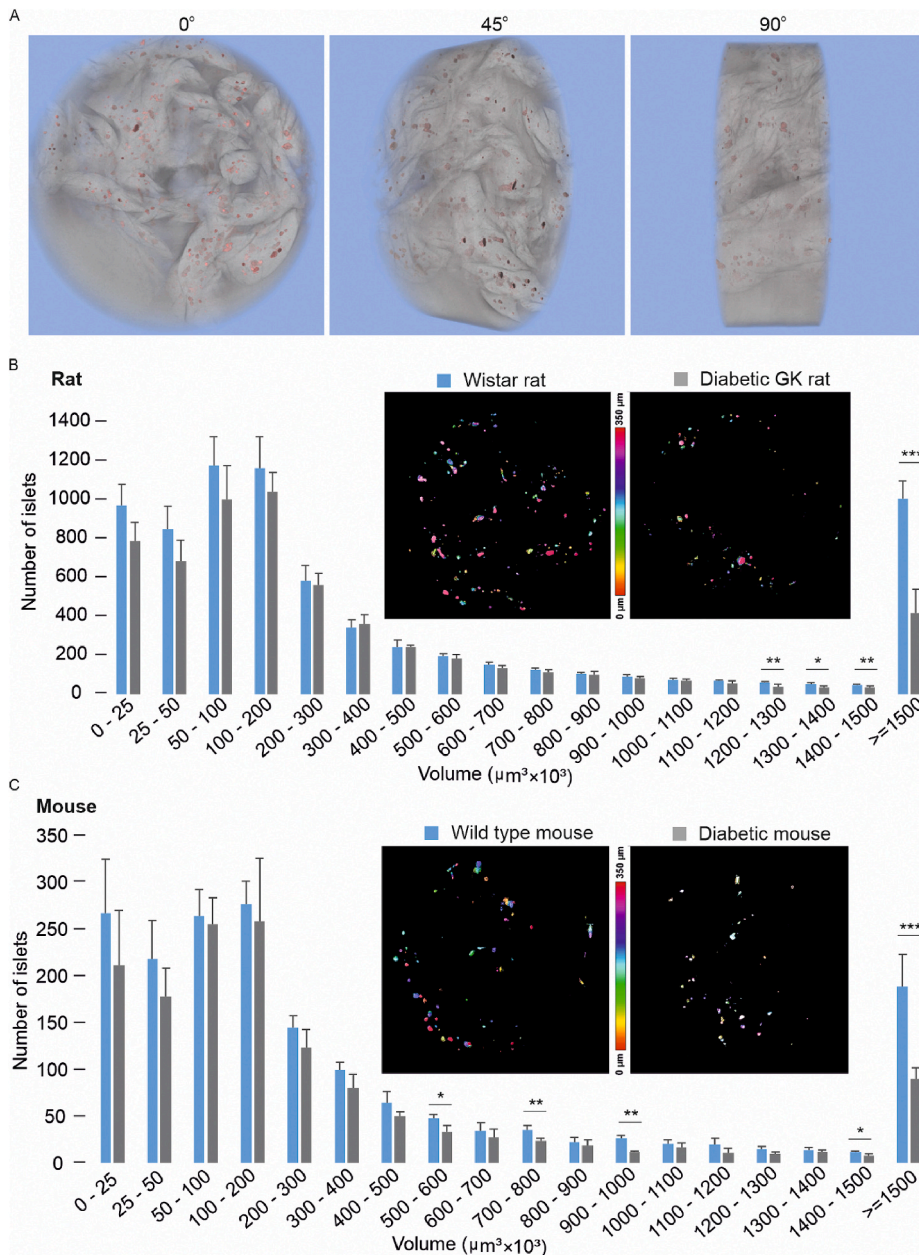 A
0° 45° 90°
B
Rat
Wistar rat Diabetic GK rat
1400
1200
1000
800
600
400
200
0
Number of islets
0 µm 350 µm
** * ** ***
0 - 25 25 - 50 50 - 100 100 - 200 200 - 300 300 - 400 400 - 500 500 - 600 600 - 700 700 - 800 800 - 900 900 - 1000 1000 - 1100 1100 - 1200 1200 - 1300 1300 - 1400 1400 - 1500 >=1500
Volume (µm³×10³)
C
Mouse
Wild type mouse Diabetic mouse
350
300
250
200
150
100
50
0
Number of islets
0 µm 350 µm
* ** ** * ***
0 - 25 25 - 50 50 - 100 100 - 200 200 - 300 300 - 400 400 - 500 500 - 600 600 - 700 700 - 800 800 - 900 900 - 1000 1000 - 1100 1100 - 1200 1200 - 1300 1300 - 1400 1400 - 1500 >=1500
Volume (µm³×10³)